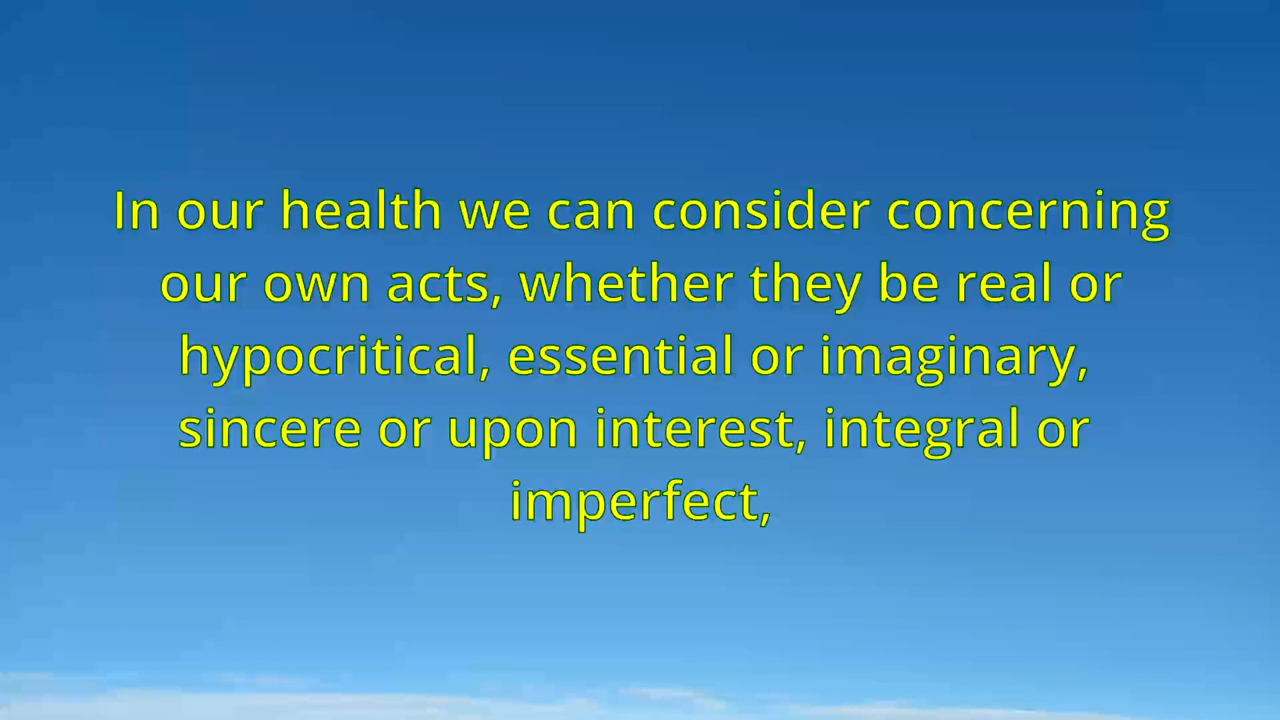 In our health we can consider concerning
our own acts, whether they be real or
hypocritical, essential or imaginary,
sincere or upon interest, integral or
imperfect,